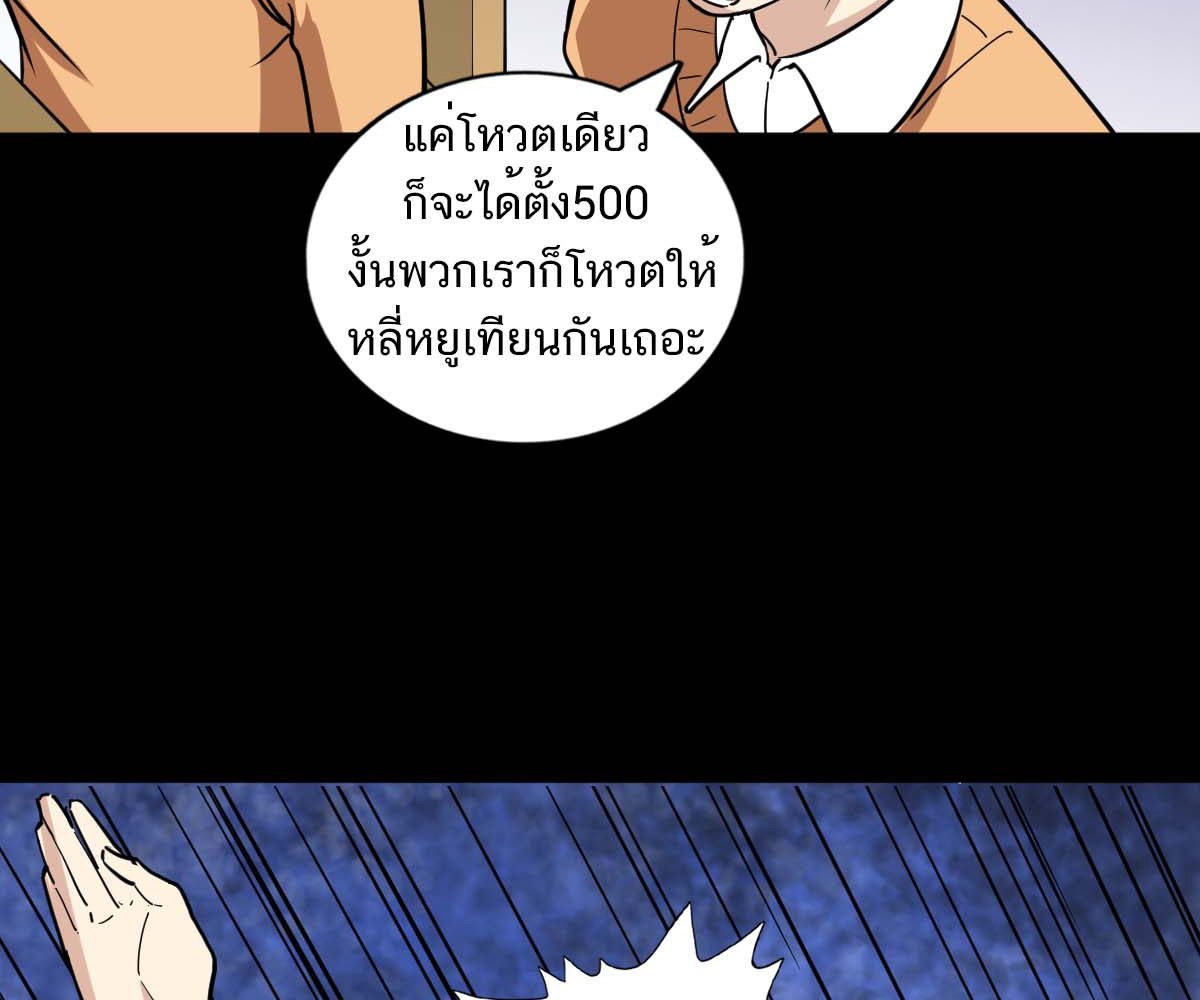 แค่โหวตเดียว
ก็จะได้ตั้ง500
งั้นพวกเราก็โหวตให้
หลี่หยูเทียนกันเถอะ